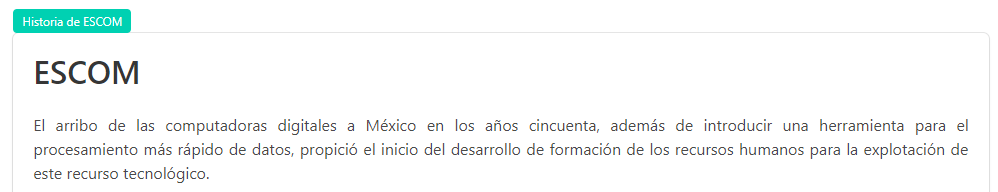 Historia de ESCOM
ESCOM
El arribo de las computadoras digitales a México en los años cincuenta, además de introducir una herramienta para el
procesamiento más rápido de datos, propició el inicio del desarrollo de formación de los recursos humanos para la explotación de
este recurso tecnológico.